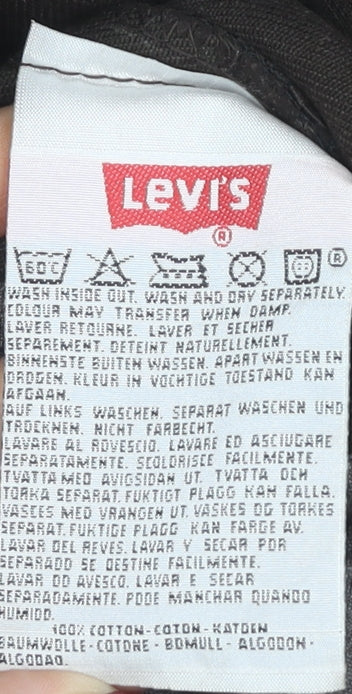 Levi's
®
60°C ®
WASH INSIDE OUT. WASH AND DRY SEPARATELY.
COLOUR MAY TRANSFER WHEN DAMP.
LAVER RETOURNE. LAVER ET SECHER
SEPAREMENT. DETEINT NATURELLEMENT.
BINNENSTE BUITEN WASSEN. APART WASSEN EN
DROGEN. KLEUR IN VOCHTIGE TOESTAND KAN
AFGAAN.
AUF LINKS WASCHEN. SEPARAT WASCHEN UND
TROCKNEN. NICHT FARBECHT.
LAVARE AL ROVESCIO. LAVARE ED ASCIUGARE
SEPARATAMENTE. SCOLORISCE FACILMENTE.
TVATTA MED AVIGSIDAN UT. TVATTA OCH
TORKA SEPARAT. FUKTIGT PLAGG KAN FALLA.
VASCES MED VRANGEN UT. VASKES OG TORKES
SEPARAT. FUKTIGE PLAGG KAN FARGE AV.
LAVAR DEL REVES. LAVAR Y SECAR POR
SEPARADO SE DESTINE FACILMENTE.
LAVAR DO AVESCO. LAVAR E SECAR
SEPARADAMENTE. PODE MANCHAR QUANDO
HUMIDO.
100% COTTON - COTON - KATOEN
BAUMWOLLE - COTONE - BOMULL - ALGODON -
ALGODAO.